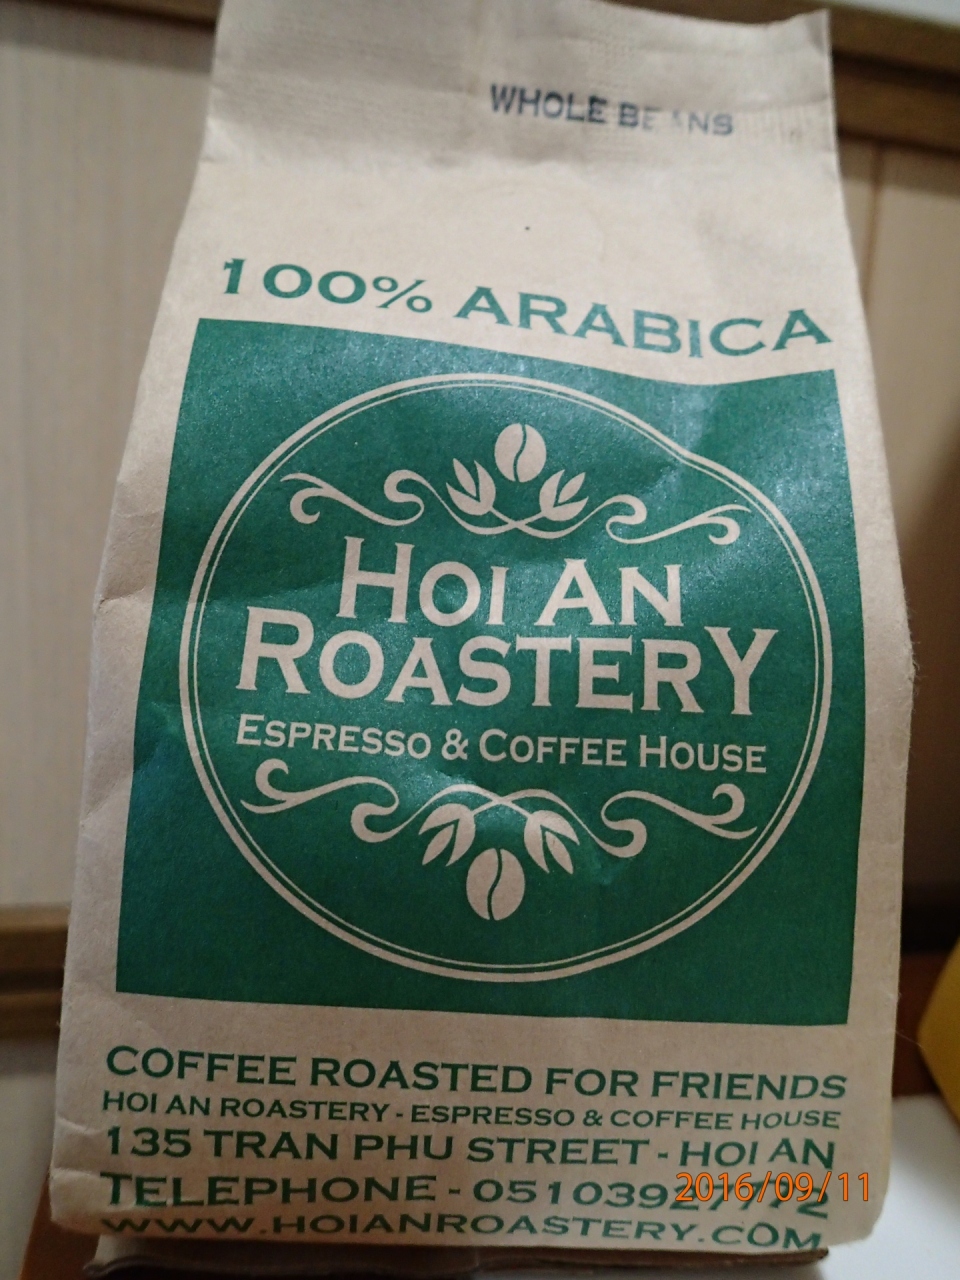 WHOLE BEANS
100% ARABICA
HOI AN
ROASTERY
ESPRESSO & COFFEE HOUSE
COFFEE ROASTED FOR FRIENDS
HOI AN ROASTERY - ESPRESSO & COFFEE HOUSE
135 TRAN PHU STREET - HOI AN
TELEPHONE - 05103927772
2016/09/11
WWW.HOIANROASTERY.COM